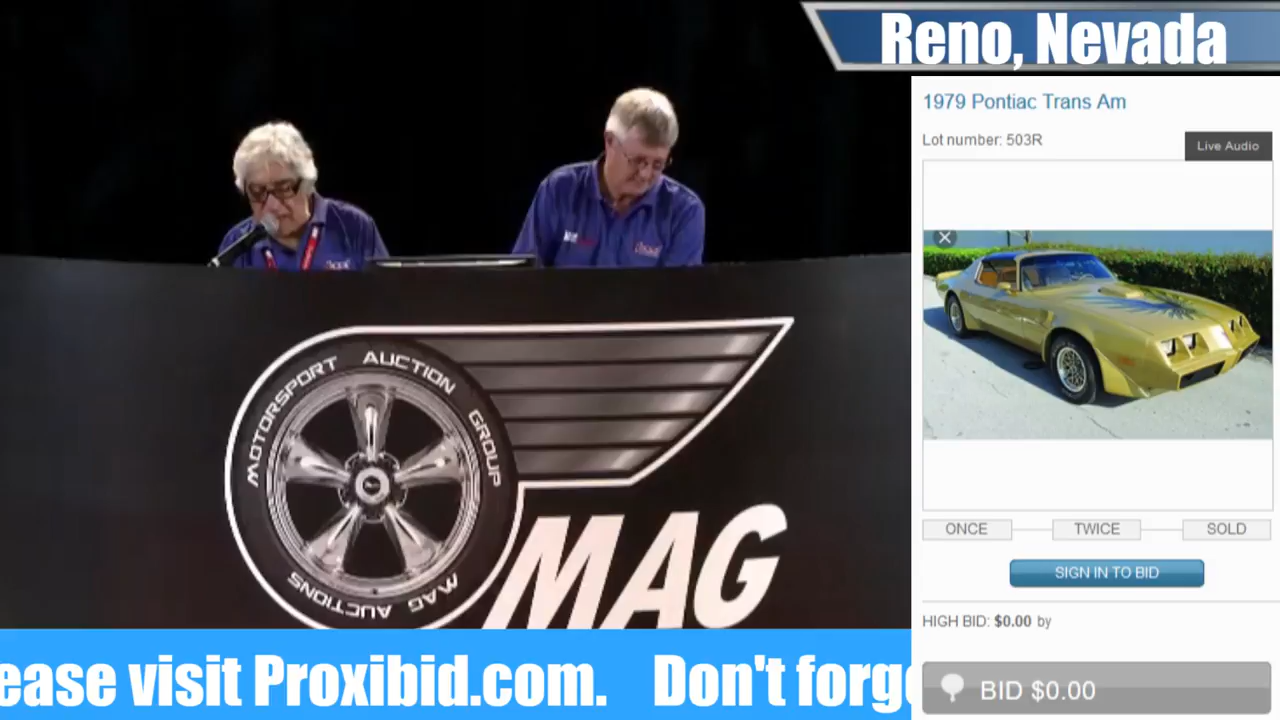 Reno, Nevada
1979 Pontiac Trans Am
Lot number: 503R
Live Audio
MOTORSPORT AUCTION GROUP
MAG AUCTIONS
MAG
ONCE
TWICE
SOLD
SIGN IN TO BID
HIGH BID: $0.00 by
BID $0.00
ease visit Proxibid.com. Don't forg